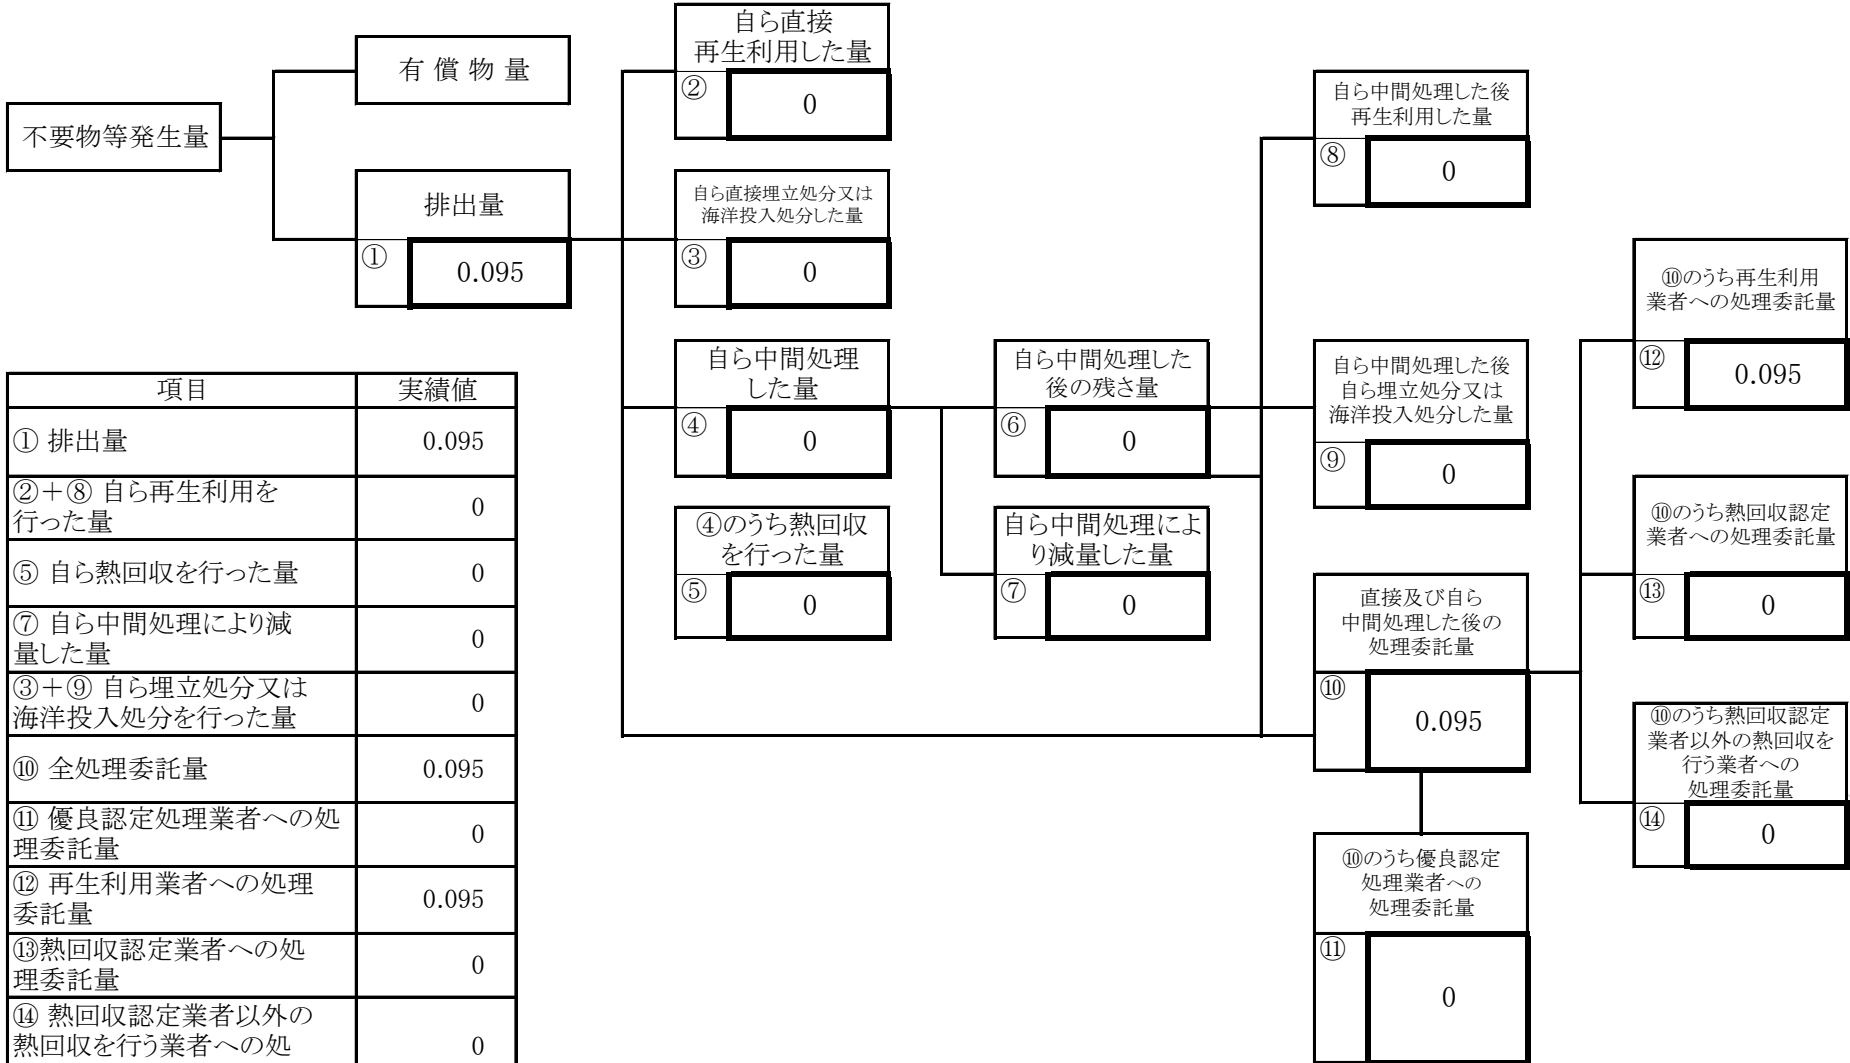 不要物等発生量
有 償 物 量
排出量
①
0.095
自ら直接
再生利用した量
②
0
自ら直接埋立処分又は
海洋投入処分した量
③
0
自ら中間処理
した量
④
0
④のうち熱回収
を行った量
⑤
0
自ら中間処理した
後の残さ量
⑥
0
自ら中間処理によ
り減量した量
⑦
0
自ら中間処理した後
再生利用した量
⑧
0
自ら中間処理した後
自ら埋立処分又は
海洋投入処分した量
⑨
0
直接及び自ら
中間処理した後の
処理委託量
⑩
0.095
⑩のうち優良認定
処理業者への
処理委託量
⑪
0
⑩のうち再生利用
業者への処理委託量
⑫
0.095
⑩のうち熱回収認定
業者への処理委託量
⑬
0
⑩のうち熱回収認定
業者以外の熱回収を
行う業者への
処理委託量
⑭
0
項目 実績値
① 排出量 0.095
②+⑧ 自ら再生利用を
行った量 0
⑤ 自ら熱回収を行った量 0
⑦ 自ら中間処理により減
量した量 0
③+⑨ 自ら埋立処分又は
海洋投入処分を行った量 0
⑩ 全処理委託量 0.095
⑪ 優良認定処理業者への処
理委託量 0
⑫ 再生利用業者への処理
委託量 0.095
⑬熱回収認定業者への処
理委託量 0
⑭ 熱回収認定業者以外の
熱回収を行う業者への処 0